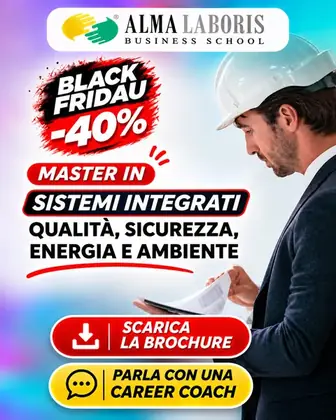 ALMA LABORIS
BUSINESS SCHOOL
BLACK
FRIDAU
-40%
MASTER IN
SISTEMI INTEGRATI
QUALITÀ, SICUREZZA,
ENERGIA E AMBIENTE
SCARICA
LA BROCHURE
PARLA CON UNA
CAREER COACH